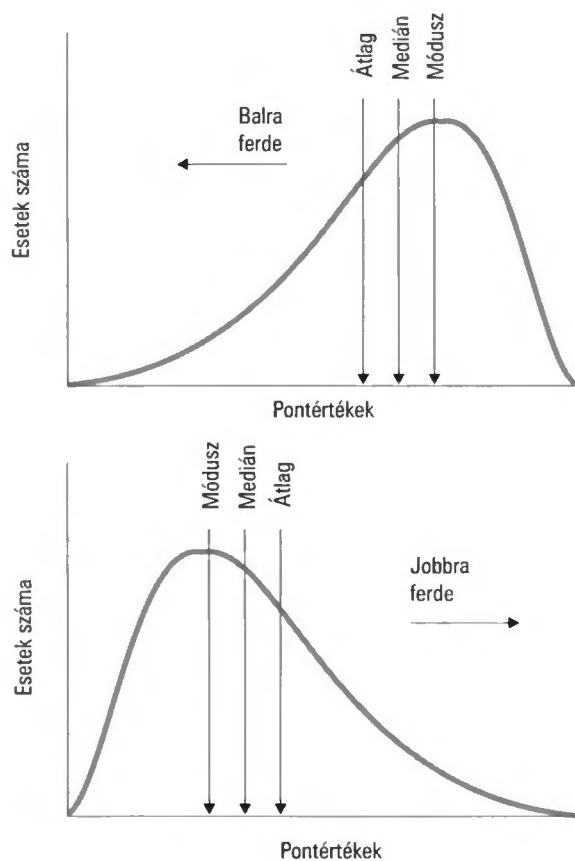 Átlag
Medián
Módusz
Balra
ferde
Esetek száma
Pontértékek
Módusz
Medián
Átlag
Jobbra
ferde
Esetek száma
Pontértékek